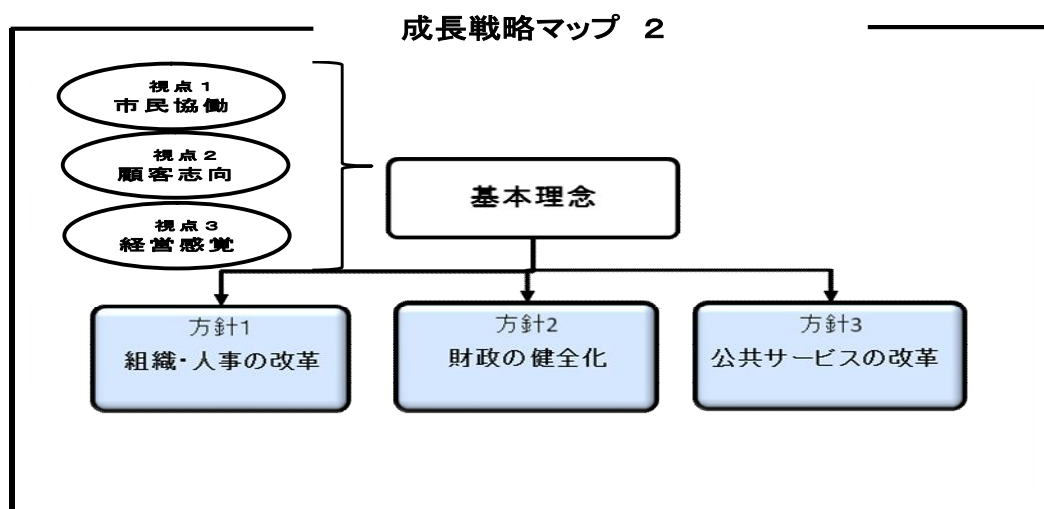 成長戦略マップ 2
視点1
市民協働
視点2
顧客志向
視点3
経営感覚
基本理念
方針1
組織・人事の改革
方針2
財政の健全化
方針3
公共サービスの改革